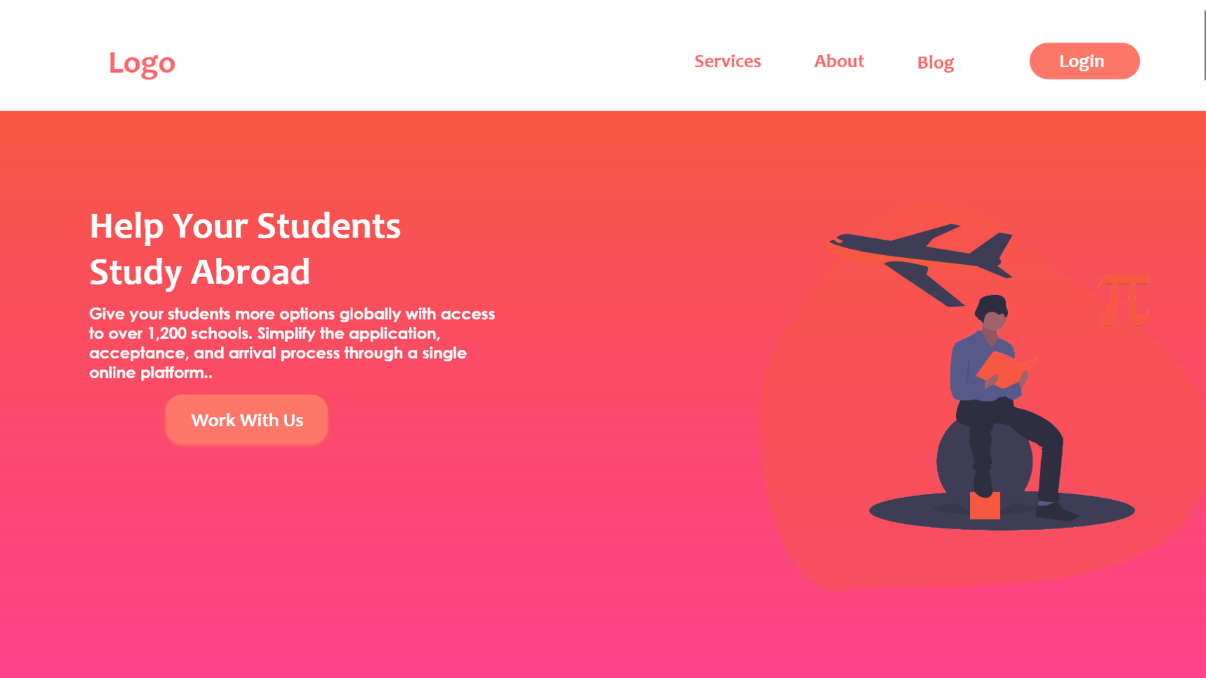 Logo
Services
About
Blog
Login
Help Your Students
Study Abroad
Give your students more options globally with access
to over 1,200 schools. Simplify the application,
acceptance, and arrival process through a single
online platform..
Work With Us
π